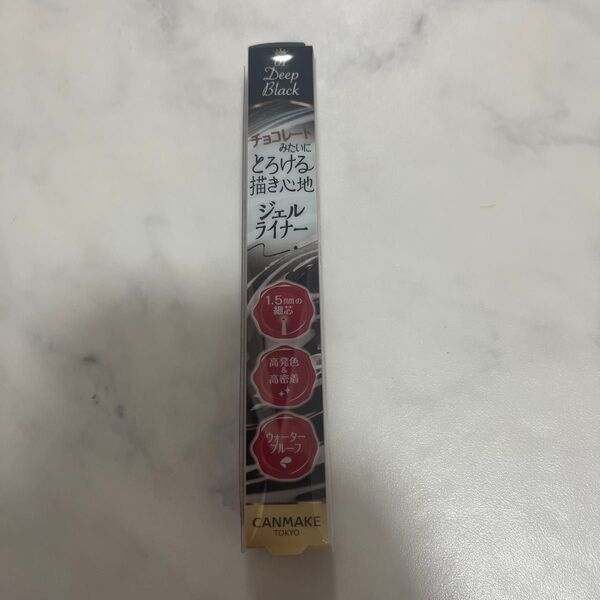 01
Deep
Black
チョコレート
みたいに
とろける
描き心地
ジェル
ライナー
1.5mmの
細芯
高発色
&
高密着
ウォーター
プルーフ
CANMAKE
TOKYO